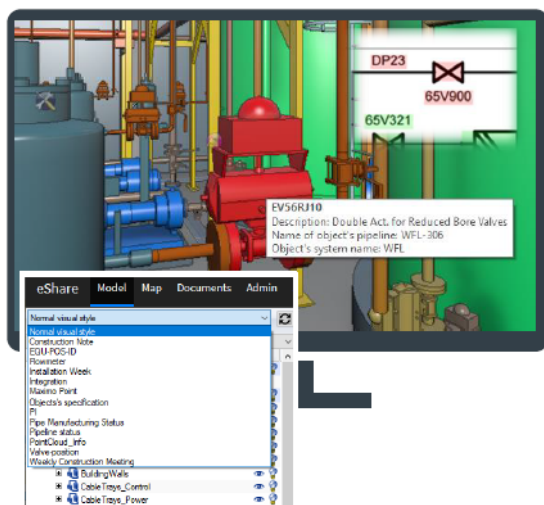 DP23
65V900
65V321
EV56RJ10
Description: Double Act. for Reduced Bore Valves
Name of object's pipeline: WFL-306
Object's system name: WFL
eShare Model Map Documents Admin
Normal visual style
Normal visual style
Construction Note
EQU-POS-ID
Flowmeter
Installation Week
Integration
Maximo Point
Objects's specification
PI
Pipe Manufacturing Status
Pipeline status
PointCloud_Info
Valve-position
Weekly Construction Meeting
BuildingWalls
CableTrays_Control
CableTrays_Power